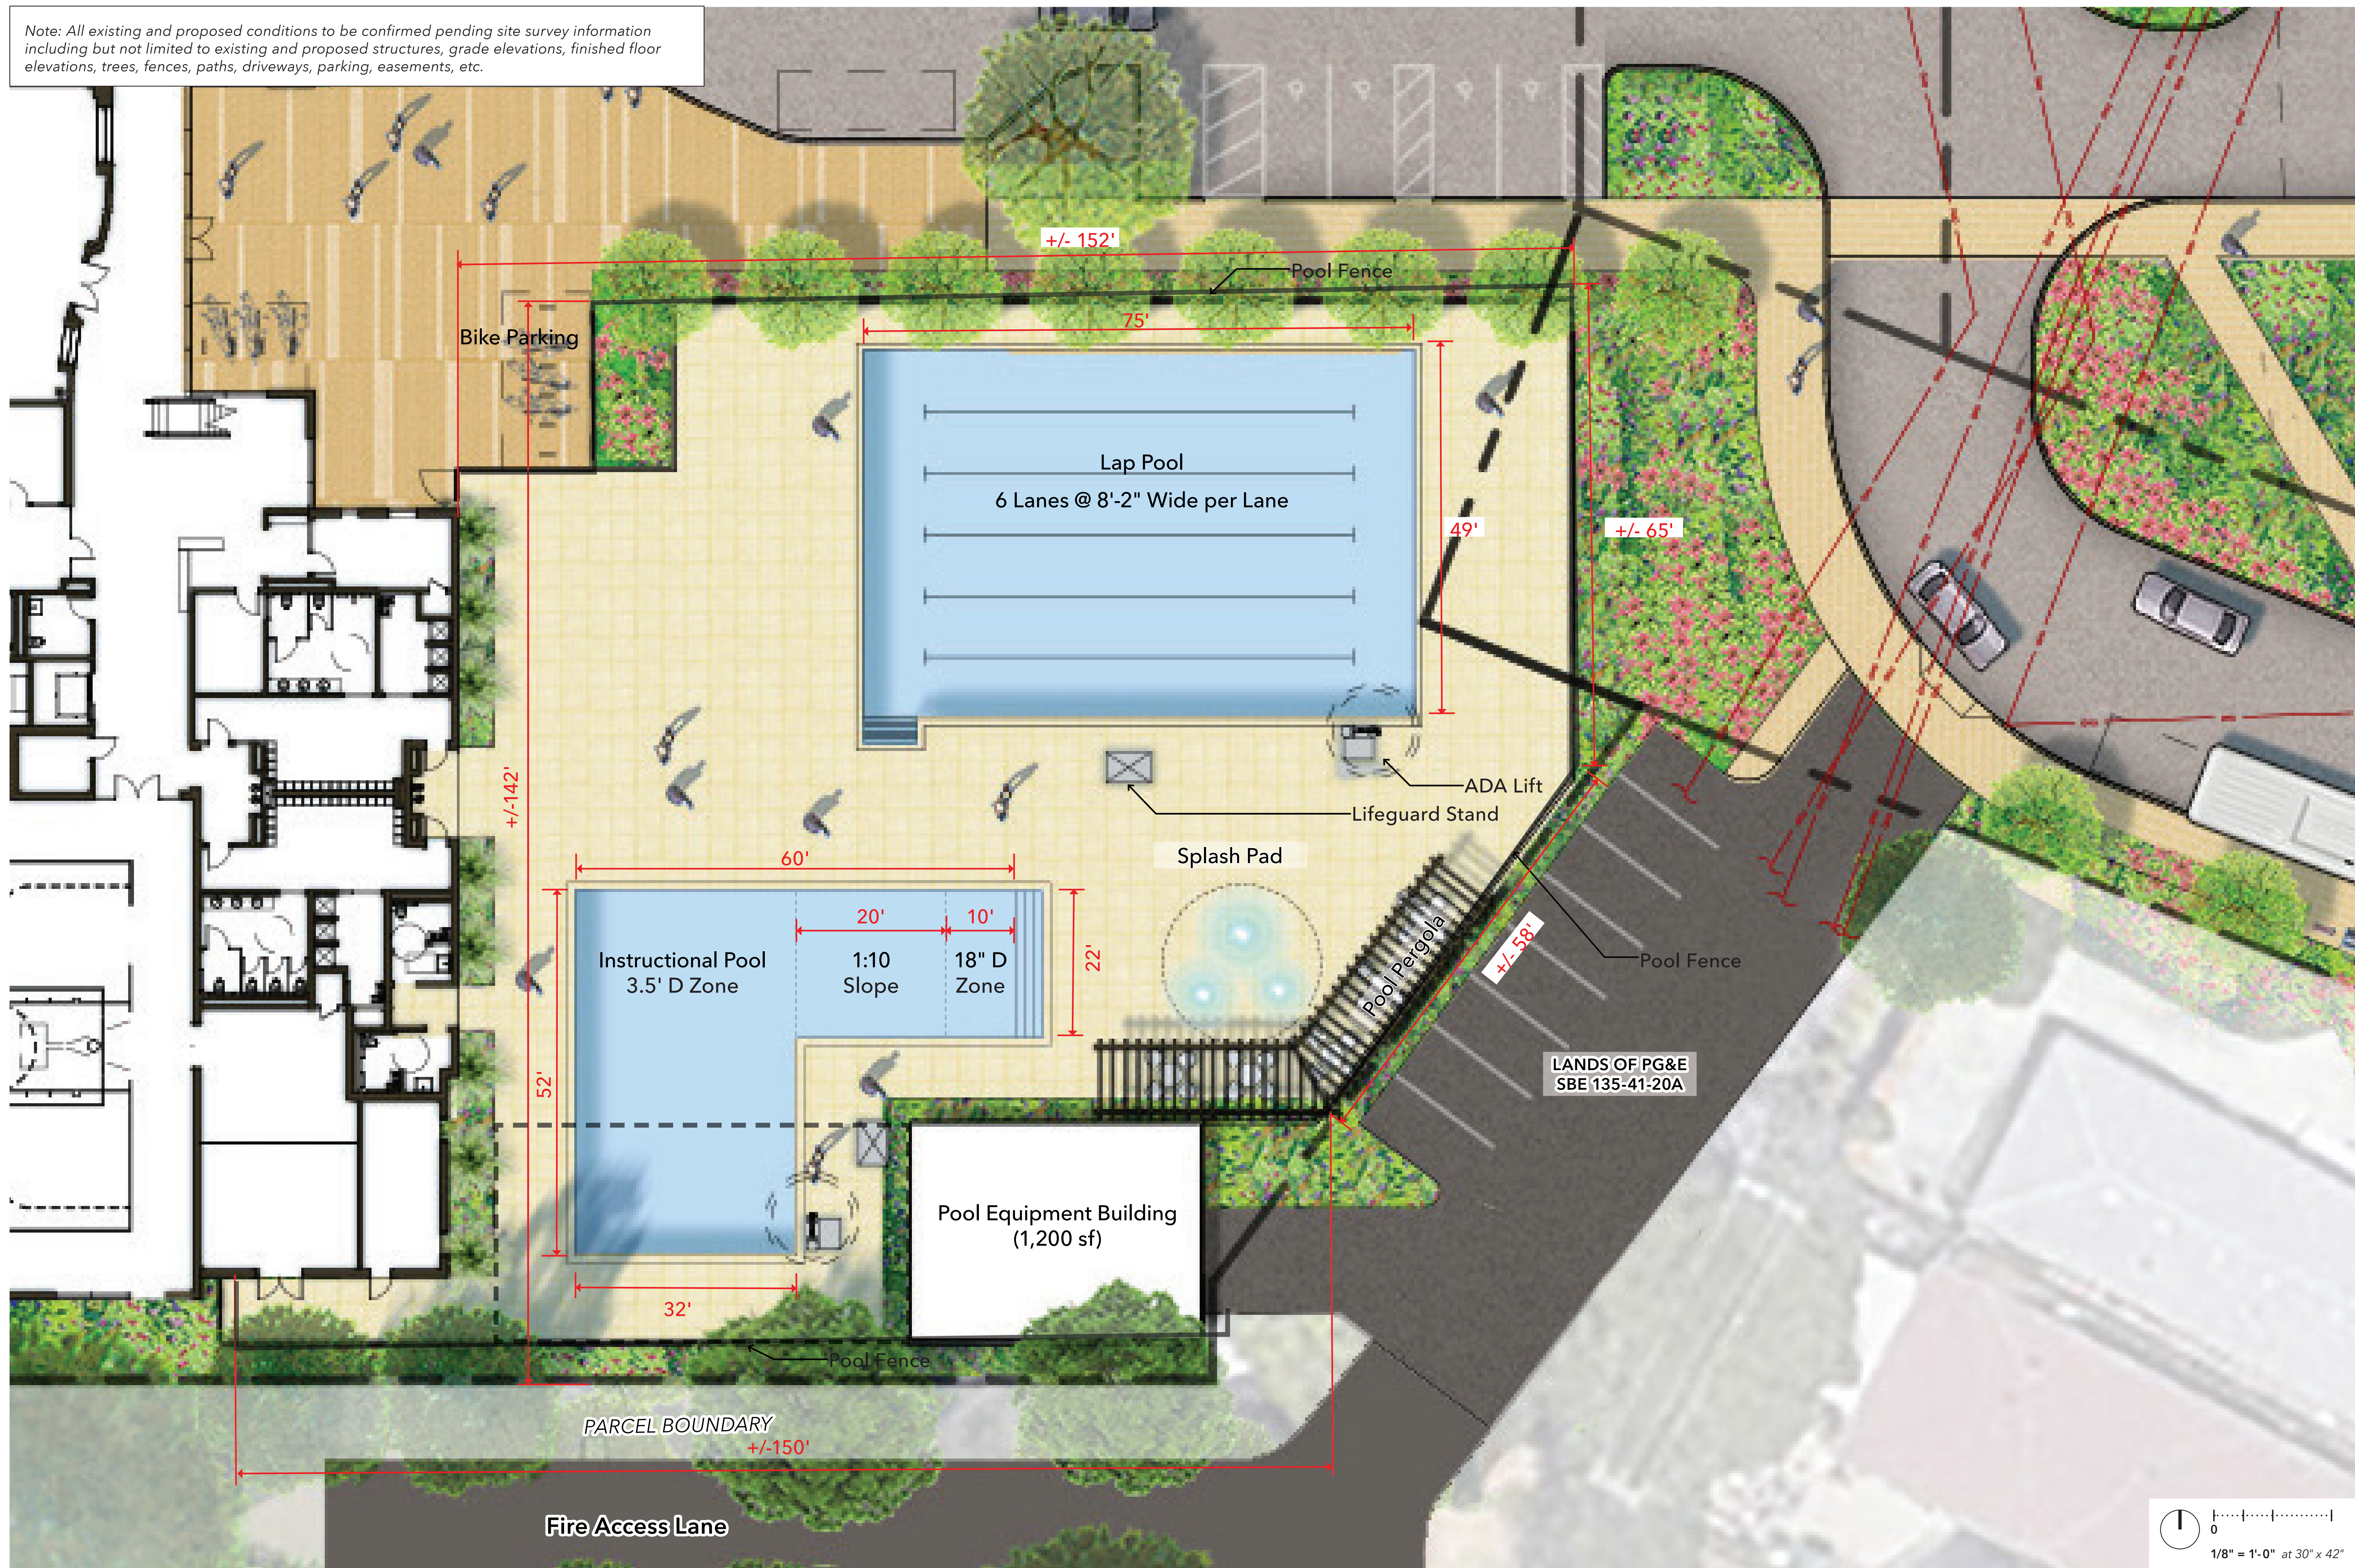 Note: All existing and proposed conditions to be confirmed pending site survey information
including but not limited to existing and proposed structures, grade elevations, finished floor
elevations, trees, fences, paths, driveways, parking, easements, etc.
+/- 152'
Pool Fence
75'
Bike Parking
Lap Pool
6 Lanes @ 8'-2" Wide per Lane
49'
+/- 65'
+/-142'
ADA Lift
Lifeguard Stand
Splash Pad
60'
20'
10'
22'
Instructional Pool
3.5' D Zone
1:10
Slope
18" D
Zone
Pool Pergola
+/- 58'
Pool Fence
52'
LANDS OF PG&E
SBE 135-41-20A
Pool Equipment Building
(1,200 sf)
32'
Pool Fence
PARCEL BOUNDARY
+/-150'
Fire Access Lane
0
1/8" = 1'-0" at 30" x 42"